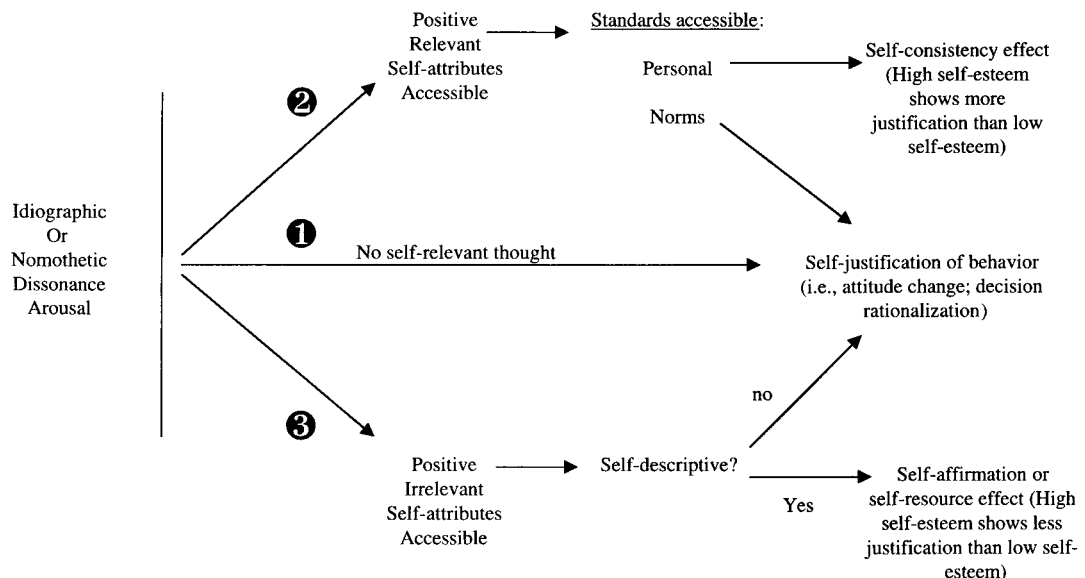 Positive
Relevant
Self-attributes
Accessible
Standards accessible:
Personal
Norms
Self-consistency effect
(High self-esteem
shows more
justification than low
self-esteem)
❷
Idiographic
Or
Nomothetic
Dissonance
Arousal
❶
No self-relevant thought
Self-justification of behavior
(i.e., attitude change; decision
rationalization)
❸
no
Positive
Irrelevant
Self-attributes
Accessible
Self-descriptive?
Yes
Self-affirmation or
self-resource effect (High
self-esteem shows less
justification than low self-
esteem)